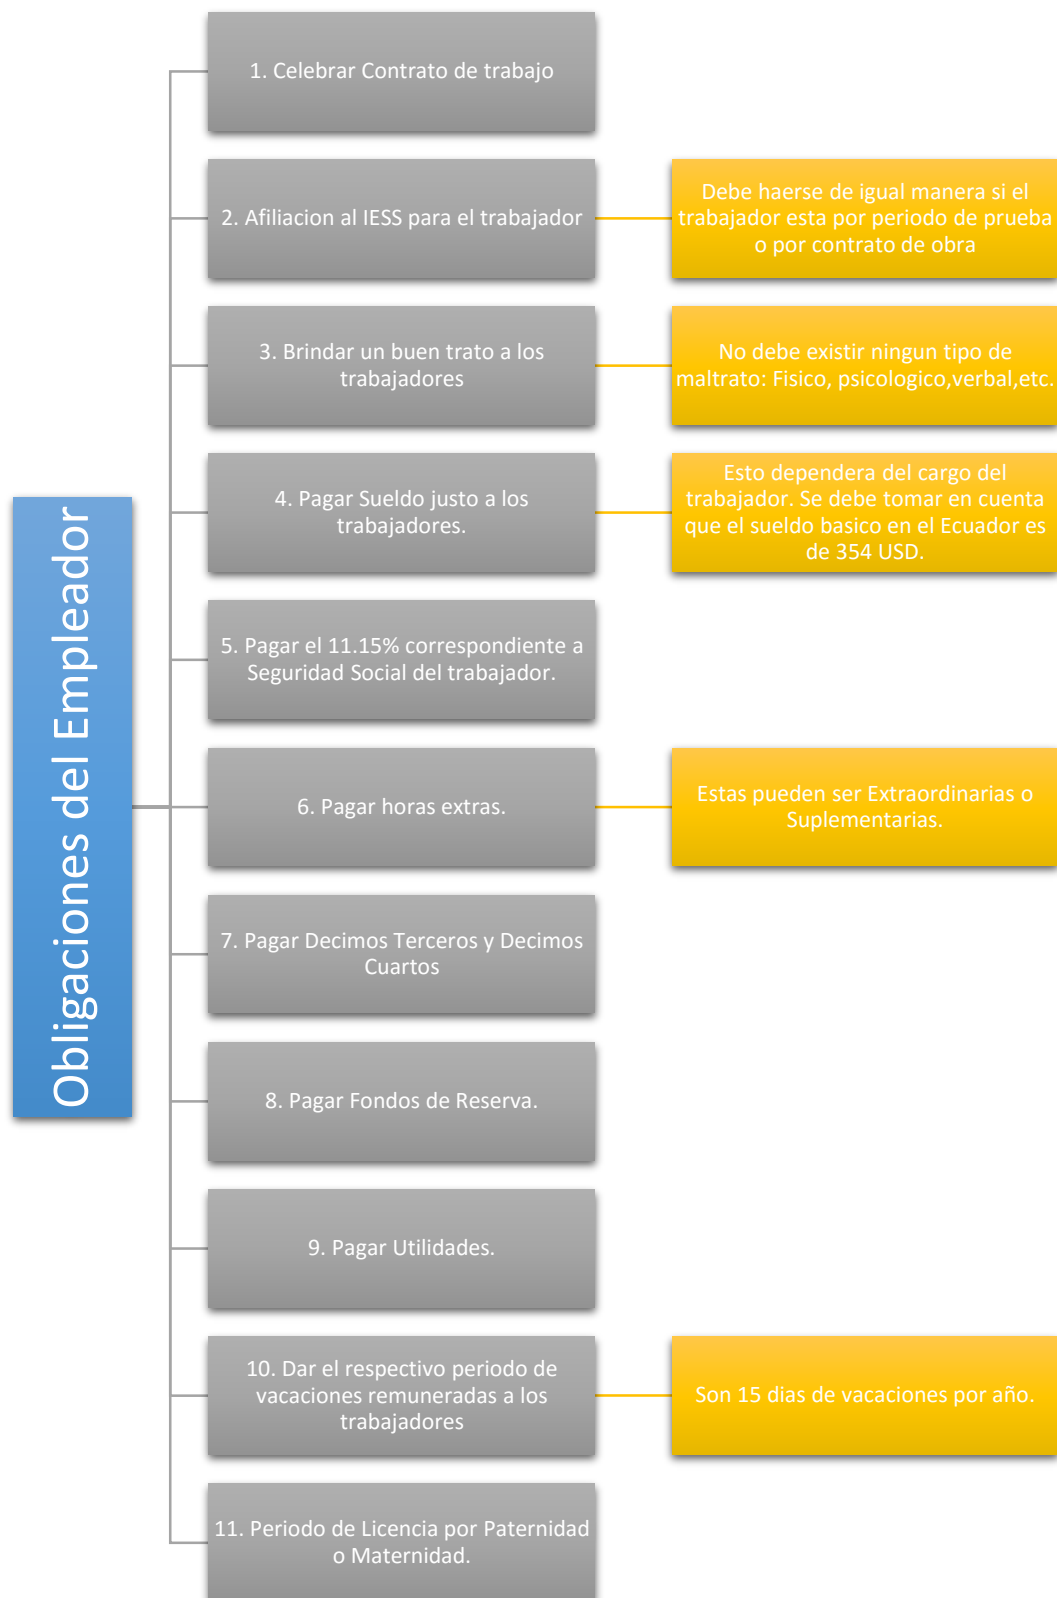 Obligaciones del Empleador
1. Celebrar Contrato de trabajo
2. Afiliacion al IESS para el trabajador
Debe haerse de igual manera si el
trabajador esta por periodo de prueba
o por contrato de obra
3. Brindar un buen trato a los
trabajadores
No debe existir ningun tipo de
maltrato: Fisico, psicologico,verbal,etc.
4. Pagar Sueldo justo a los
trabajadores.
Esto dependera del cargo del
trabajador. Se debe tomar en cuenta
que el sueldo basico en el Ecuador es
de 354 USD.
5. Pagar el 11.15% correspondiente a
Seguridad Social del trabajador.
6. Pagar horas extras.
Estas pueden ser Extraordinarias o
Suplementarias.
7. Pagar Decimos Terceros y Decimos
Cuartos
8. Pagar Fondos de Reserva.
9. Pagar Utilidades.
10. Dar el respectivo periodo de
vacaciones remuneradas a los
trabajadores
Son 15 dias de vacaciones por año.
11. Periodo de Licencia por Paternidad
o Maternidad.